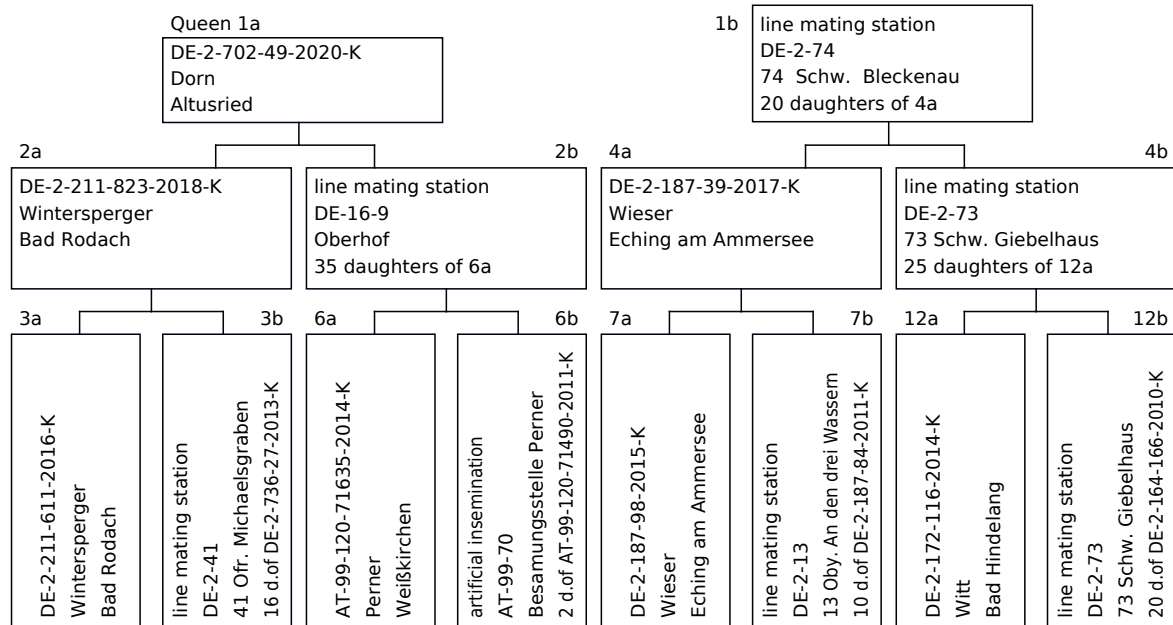 Queen 1a
DE-2-702-49-2020-K
Dorn
Altusried
1b
line mating station
DE-2-74
74 Schw. Bleckenau
20 daughters of 4a
2a
DE-2-211-823-2018-K
Wintersperger
Bad Rodach
2b
line mating station
DE-16-9
Oberhof
35 daughters of 6a
4a
DE-2-187-39-2017-K
Wieser
Eching am Ammersee
4b
line mating station
DE-2-73
73 Schw. Giebelhaus
25 daughters of 12a
3a
DE-2-211-611-2016-K
Wintersperger
Bad Rodach
3b
line mating station
DE-2-41
41 Ofr. Michaelsgraben
16 d.of DE-2-736-27-2013-K
6a
AT-99-120-71635-2014-K
Perner
Weißkirchen
6b
artificial insemination
AT-99-70
Besamungsstelle Perner
2 d.of AT-99-120-71490-2011-K
7a
DE-2-187-98-2015-K
Wieser
Eching am Ammersee
7b
line mating station
DE-2-13
13 Oby. An den drei Wassern
10 d.of DE-2-187-84-2011-K
12a
DE-2-172-116-2014-K
Witt
Bad Hindelang
12b
line mating station
DE-2-73
73 Schw. Giebelhaus
20 d.of DE-2-164-166-2010-K